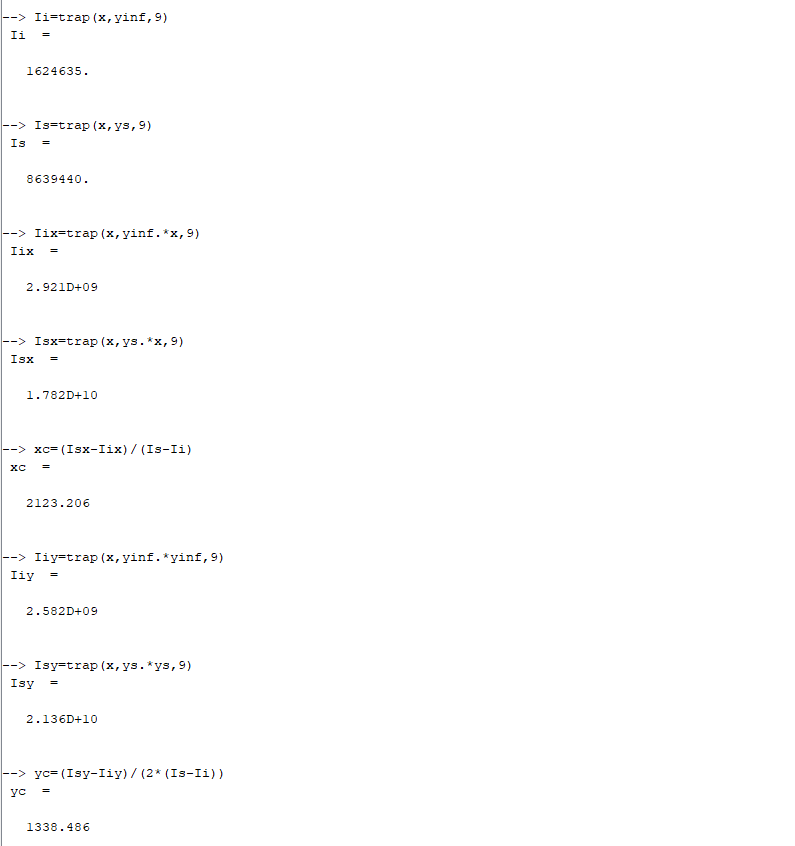 --> Ii=trap(x,yinf,9)
Ii =
1624635.
--> Is=trap(x,ys,9)
Is =
8639440.
--> Iix=trap(x,yinf.*x,9)
Iix =
2.921D+09
--> Isx=trap(x,ys.*x,9)
Isx =
1.782D+10
--> xc=(Isx-Iix)/(Is-Ii)
xc =
2123.206
--> Iiy=trap(x,yinf.*yinf,9)
Iiy =
2.582D+09
--> Isy=trap(x,ys.*ys,9)
Isy =
2.136D+10
--> yc=(Isy-Iiy)/(2*(Is-Ii))
yc =
1338.486